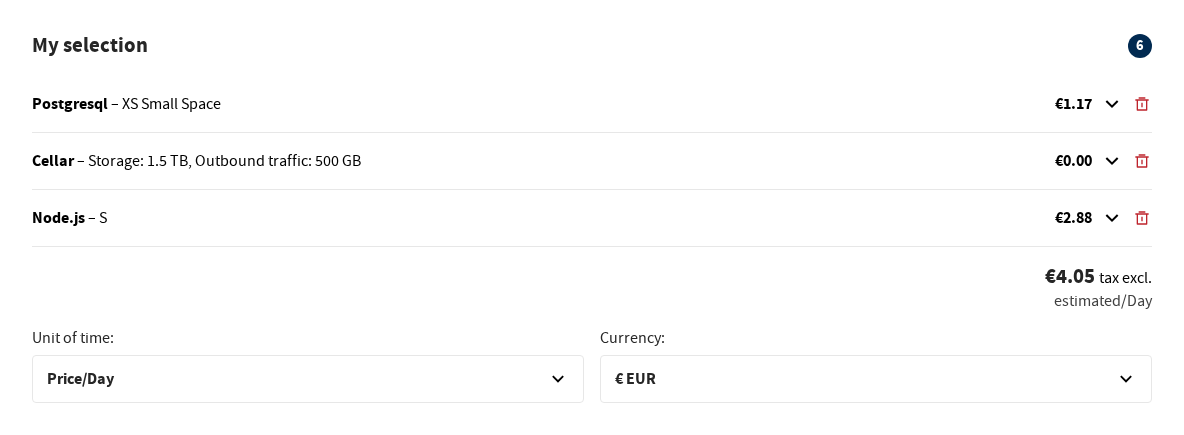 My selection
6
Postgresql – XS Small Space
€1.17
Cellar – Storage: 1.5 TB, Outbound traffic: 500 GB
€0.00
Node.js – S
€2.88
€4.05 tax excl.
estimated/Day
Unit of time:
Currency:
Price/Day
€ EUR